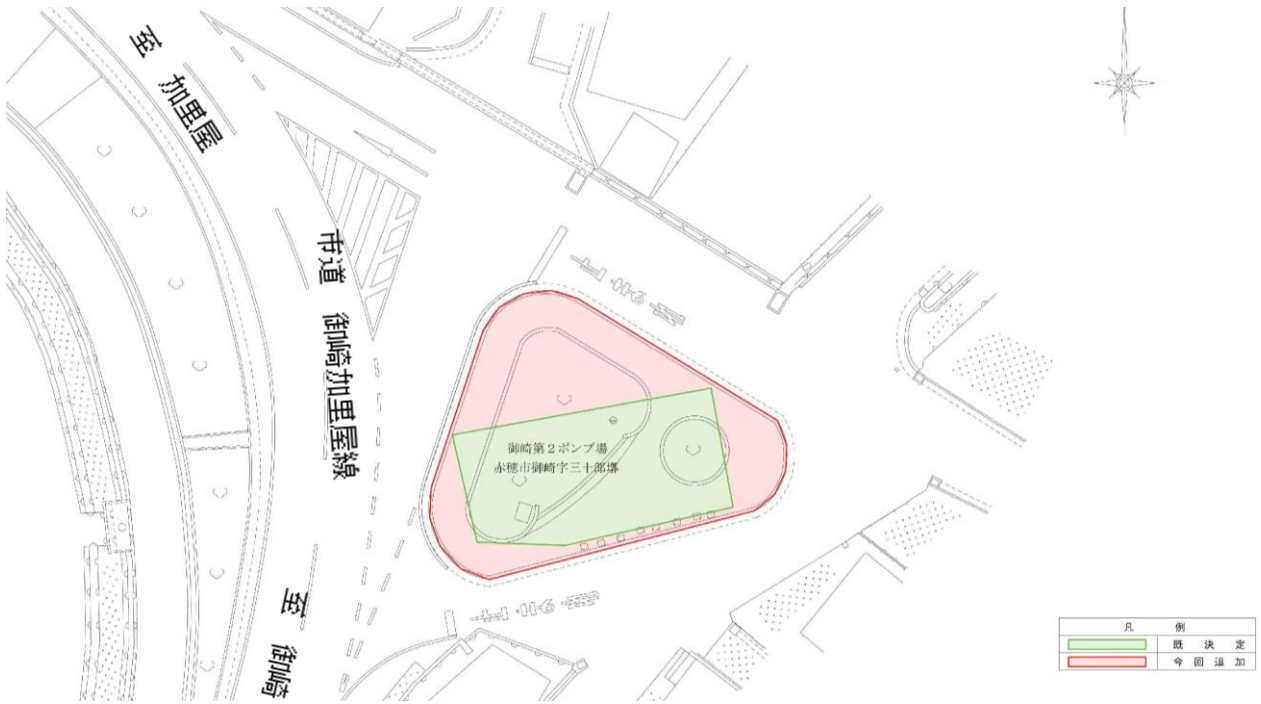 至 加里屋
市道 御崎加里屋線
御崎第2ポンプ場
赤穂市御崎字三十郎塀
至 御崎
凡 例
既 決 定
今 回 追 加